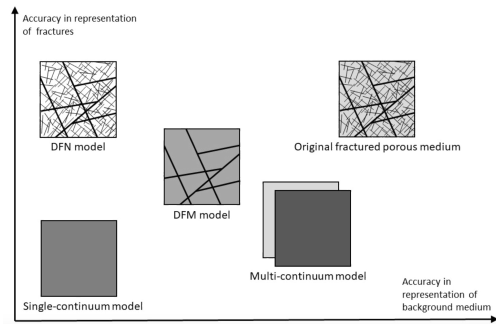 Accuracy in representation
of fractures
DFN model
Original fractured porous medium
DFM model
Multi-continuum model
Single-continuum model
Accuracy in
representation of
background medium